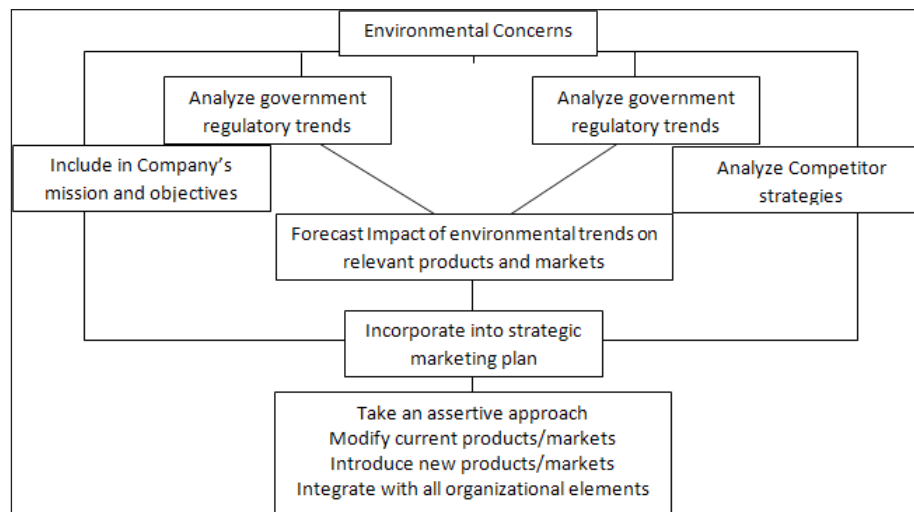 Environmental Concerns
Analyze government
regulatory trends
Analyze government
regulatory trends
Include in Company's
mission and objectives
Analyze Competitor
strategies
Forecast Impact of environmental trends on
relevant products and markets
Incorporate into strategic
marketing plan
Take an assertive approach
Modify current products/markets
Introduce new products/markets
Integrate with all organizational elements